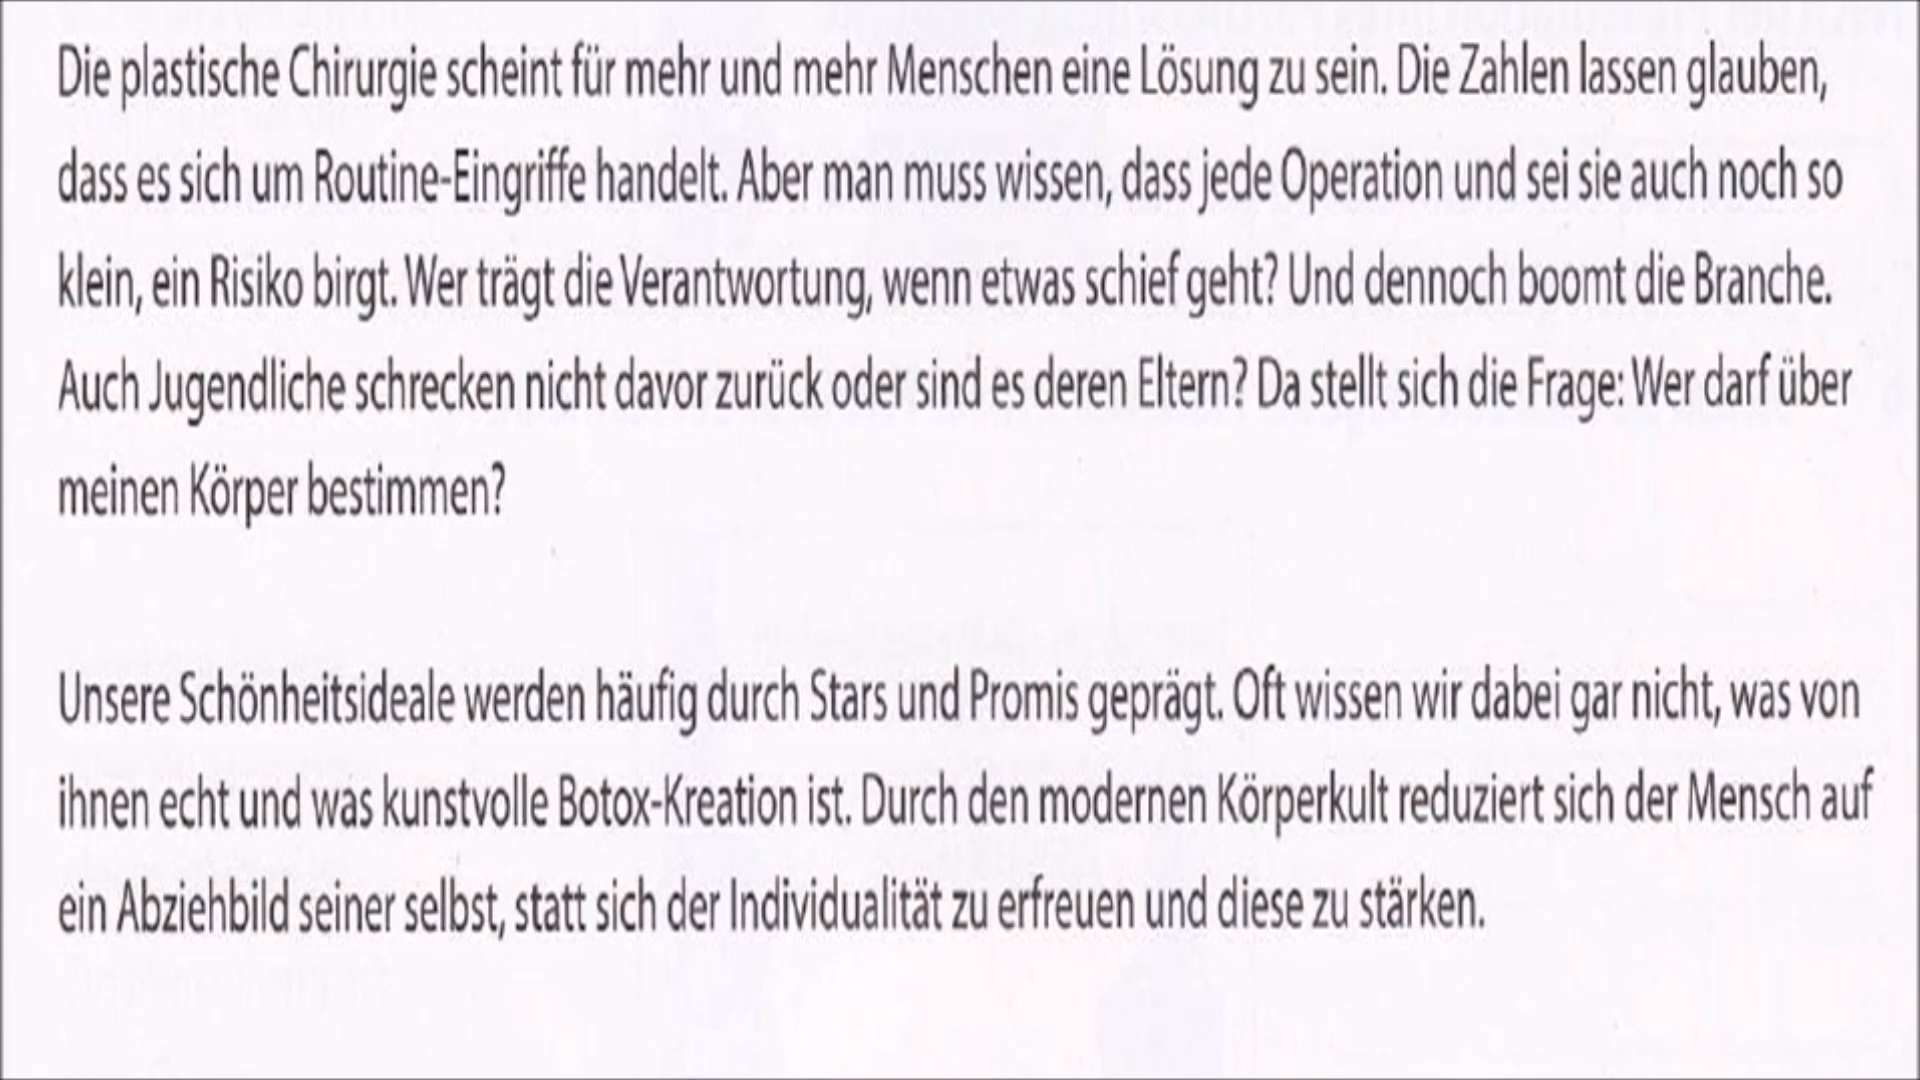 Die plastische Chirurgie scheint für mehr und mehr Menschen eine Lösung zu sein. Die Zahlen lassen glauben,
dass es sich um Routine-Eingriffe handelt. Aber man muss wissen, dass jede Operation und sei sie auch noch so
klein, ein Risiko birgt. Wer trägt die Verantwortung, wenn etwas schief geht? Und dennoch boomt die Branche.
Auch Jugendliche schrecken nicht davor zurück oder sind es deren Eltern? Da stellt sich die Frage: Wer darf über
meinen Körper bestimmen?
Unsere Schönheitsideale werden häufig durch Stars und Promis geprägt. Oft wissen wir dabei gar nicht, was von
ihnen echt und was kunstvolle Botox-Kreation ist. Durch den modernen Körperkult reduziert sich der Mensch auf
ein Abziehbild seiner selbst, statt sich der Individualität zu erfreuen und diese zu stärken.